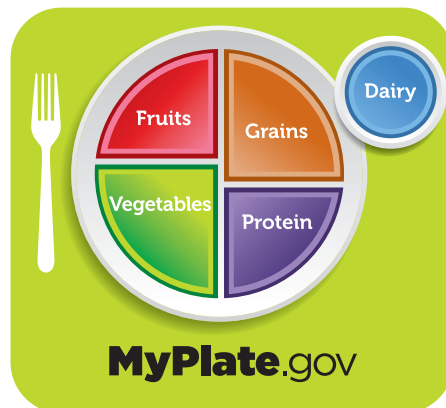 Fruits
Grains
Dairy
Vegetables
Protein
MyPlate.gov